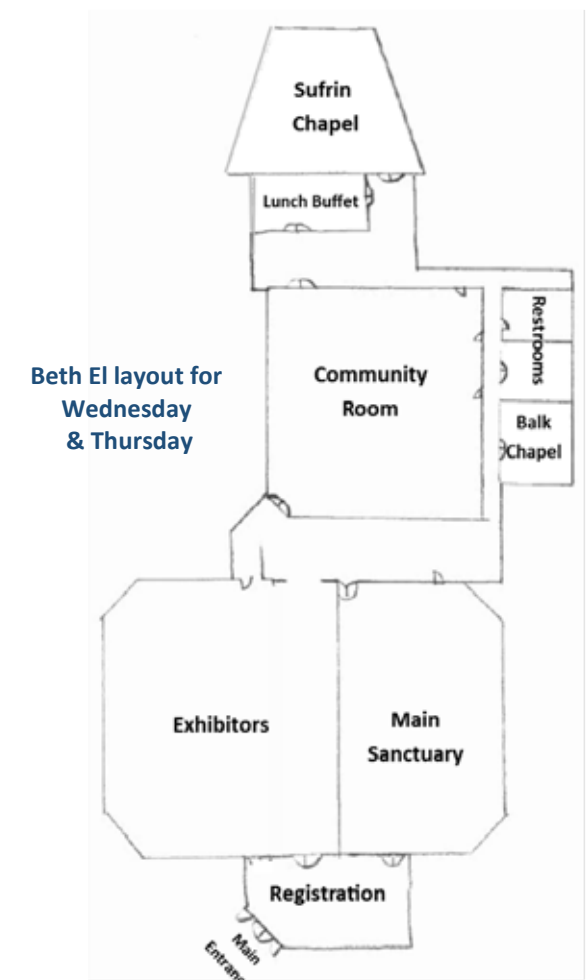 Sufrin
Chapel
Lunch Buffet
Restrooms
Beth El layout for
Wednesday
& Thursday
Community
Room
Balk
Chapel
Exhibitors
Main
Sanctuary
Registration
Main